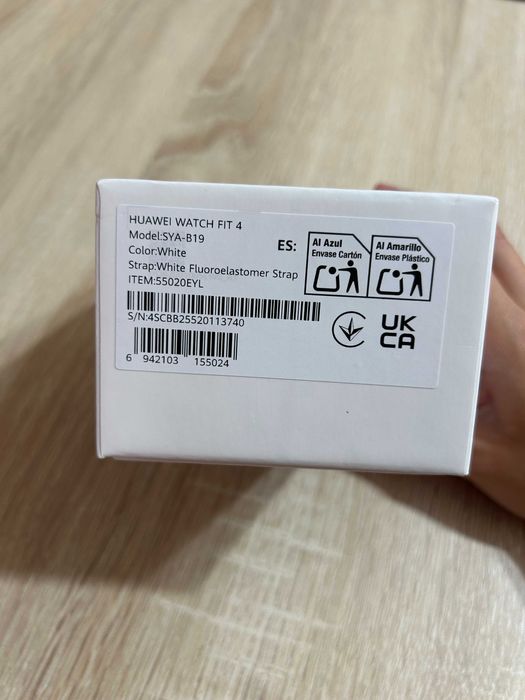 HUAWEI WATCH FIT 4
Model:SYA-B19
Color:White
Strap:White Fluoroelastomer Strap
ITEM:55020EYL
S/N:4SCBB25520113740
6 942103 155024
ES:
Al Azul
Envase Cartón
Al Amarillo
Envase Plástico
UK
CA